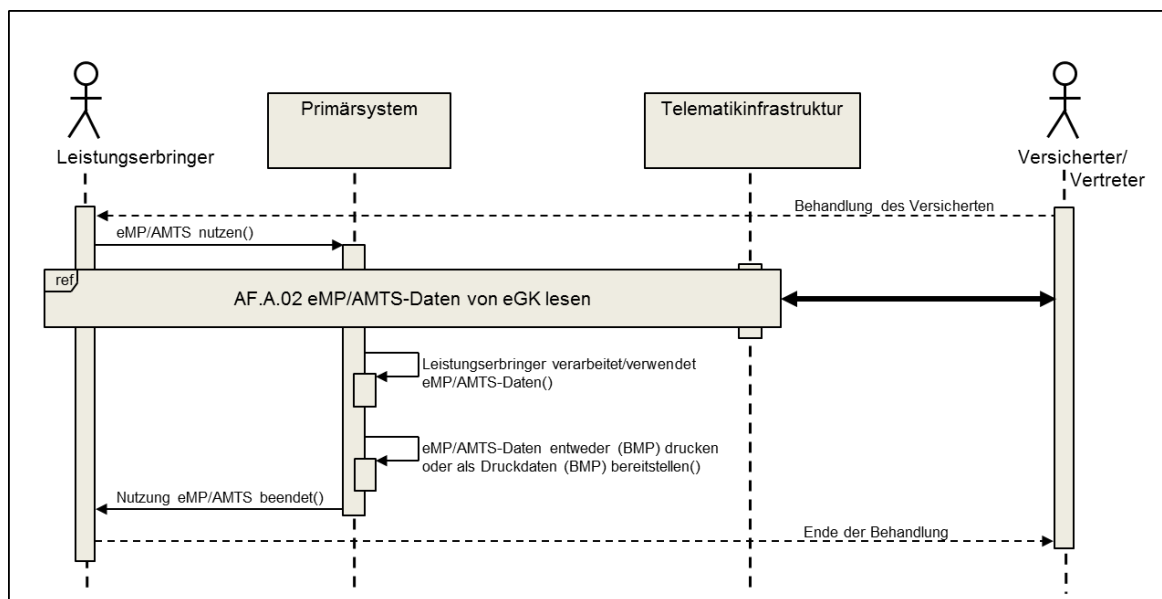 Leistungserbringer
Primärsystem
Telematikinfrastruktur
Versicherter/
Vertreter
Behandlung des Versicherten
eMP/AMTS nutzen()
ref
AF.A.02 eMP/AMTS-Daten von eGK lesen
Leistungserbringer verarbeitet/verwendet
eMP/AMTS-Daten()
eMP/AMTS-Daten entweder (BMP) drucken
oder als Druckdaten (BMP) bereitstellen()
Nutzung eMP/AMTS beendet()
Ende der Behandlung